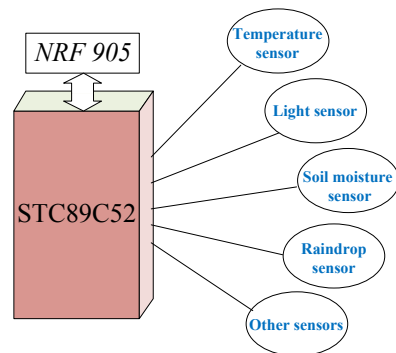 NRF 905
STC89C52
Temperature
sensor
Light sensor
Soil moisture
sensor
Raindrop
sensor
Other sensors